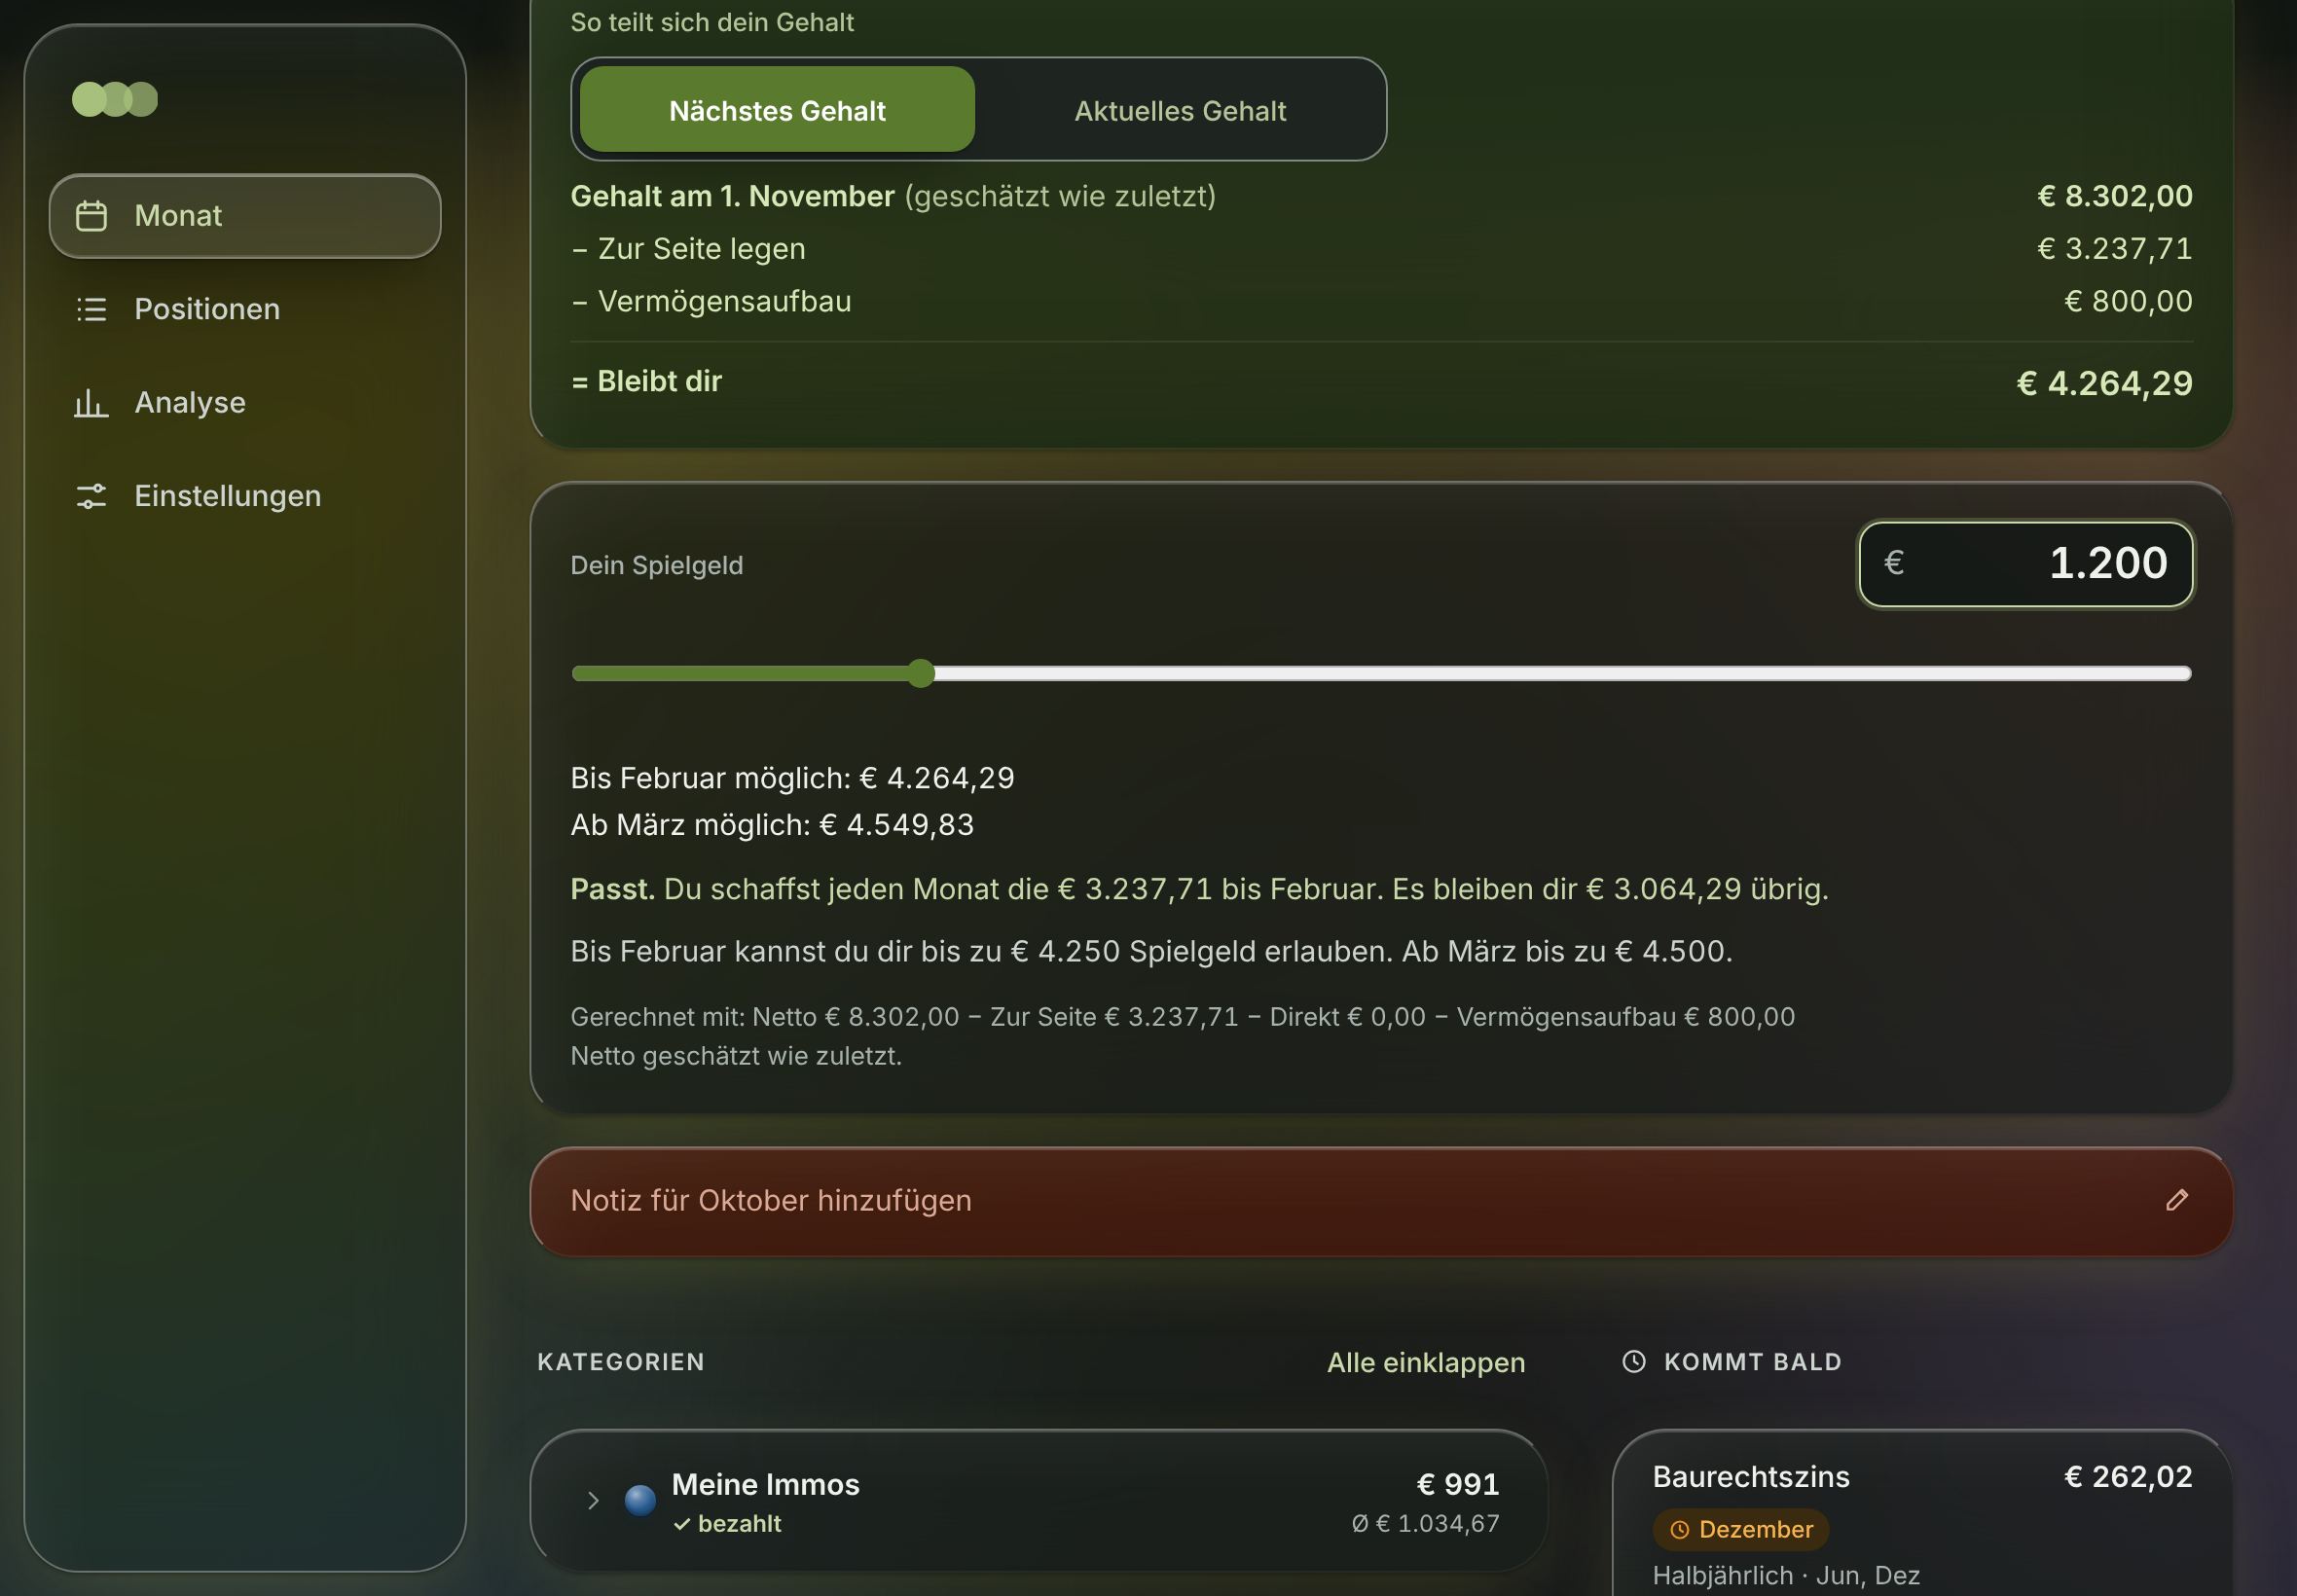 So teilt sich dein Gehalt
Nächstes Gehalt
Aktuelles Gehalt
Gehalt am 1. November (geschätzt wie zuletzt) € 8.302,00
− Zur Seite legen € 3.237,71
− Vermögensaufbau € 800,00
= Bleibt dir € 4.264,29
Monat
Positionen
Analyse
Einstellungen
Dein Spielgeld € 1.200
Bis Februar möglich: € 4.264,29
Ab März möglich: € 4.549,83
Passt. Du schaffst jeden Monat die € 3.237,71 bis Februar. Es bleiben dir € 3.064,29 übrig.
Bis Februar kannst du dir bis zu € 4.250 Spielgeld erlauben. Ab März bis zu € 4.500.
Gerechnet mit: Netto € 8.302,00 − Zur Seite € 3.237,71 − Direkt € 0,00 − Vermögensaufbau € 800,00
Netto geschätzt wie zuletzt.
Notiz für Oktober hinzufügen
KATEGORIEN
Alle einklappen
Meine Immos € 991
✓ bezahlt Ø € 1.034,67
KOMMT BALD
Baurechtszins € 262,02
Dezember
Halbjährlich · Jun, Dez